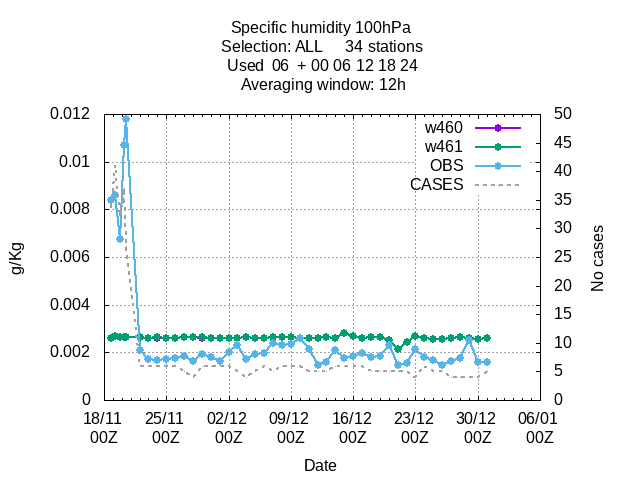 Specific humidity 100hPa
Selection: ALL 34 stations
Used 06 + 00 06 12 18 24
Averaging window: 12h
0.012
0.01
0.008
0.006
0.004
0.002
0
g/Kg
50
45
40
35
30
25
20
15
10
5
0
No cases
w460
w461
OBS
CASES
18/11 25/11 02/12 09/12 16/12 23/12 30/12 06/01
00Z 00Z 00Z 00Z 00Z 00Z 00Z 00Z
Date